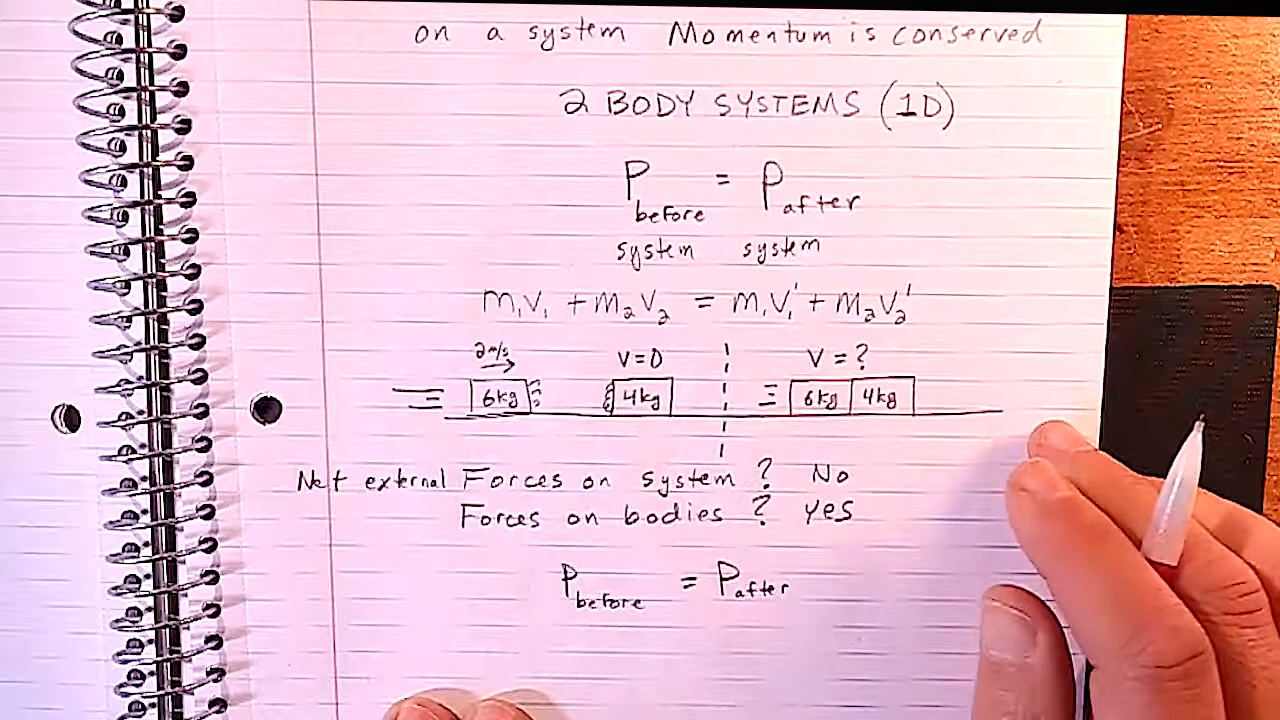 on a system Momentum is conserved
2 BODY SYSTEMS (1D)
P before = P after
system system
m₁v₁ + m₂v₂ = m₁v₁' + m₂v₂'
2 m/s v=0 v=?
6kg 4kg 6kg 4kg
Net external Forces on system? No
Forces on bodies? Yes
P before = P after